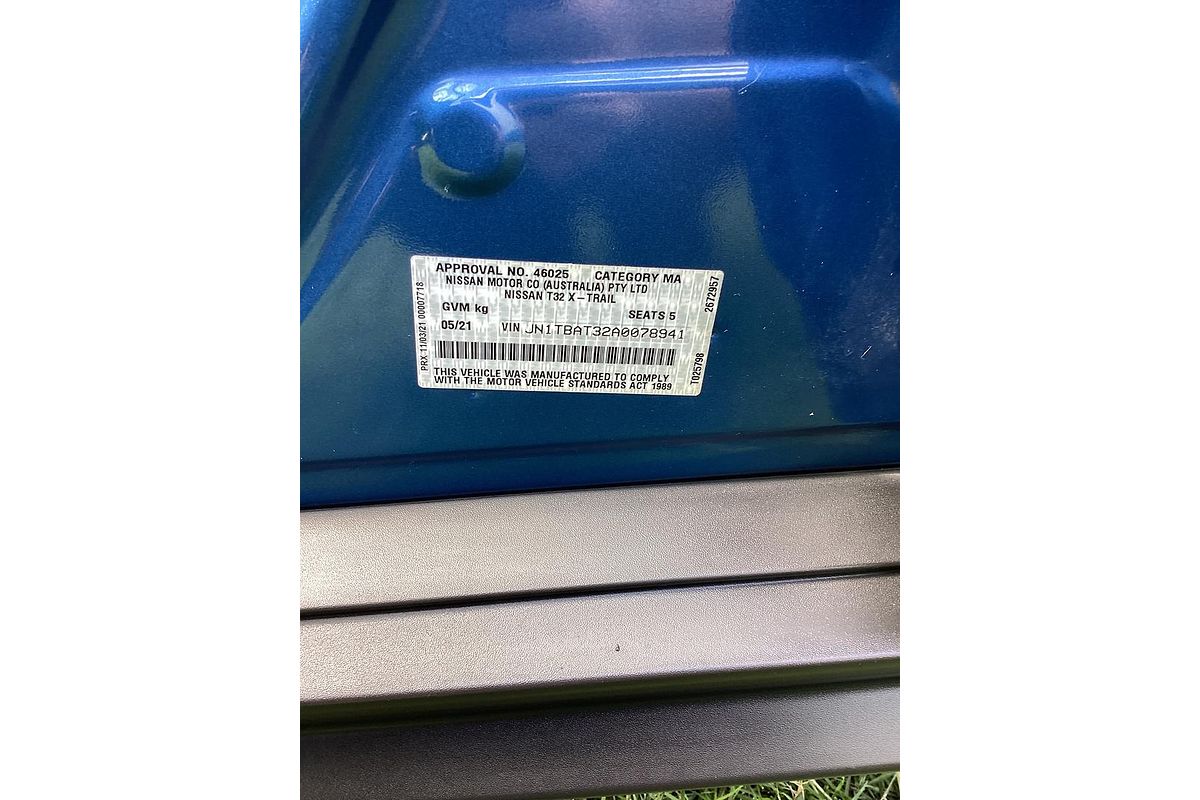 APPROVAL NO. 46025 CATEGORY MA
NISSAN MOTOR CO (AUSTRALIA) PTY LTD
NISSAN T32 X-TRAIL
GVM kg SEATS 5
05/21 VIN JN1TBAT32A0078941
THIS VEHICLE WAS MANUFACTURED TO COMPLY
WITH THE MOTOR VEHICLE STANDARDS ACT 1989
PRX 11/03/21 00007718
2672957
T025798